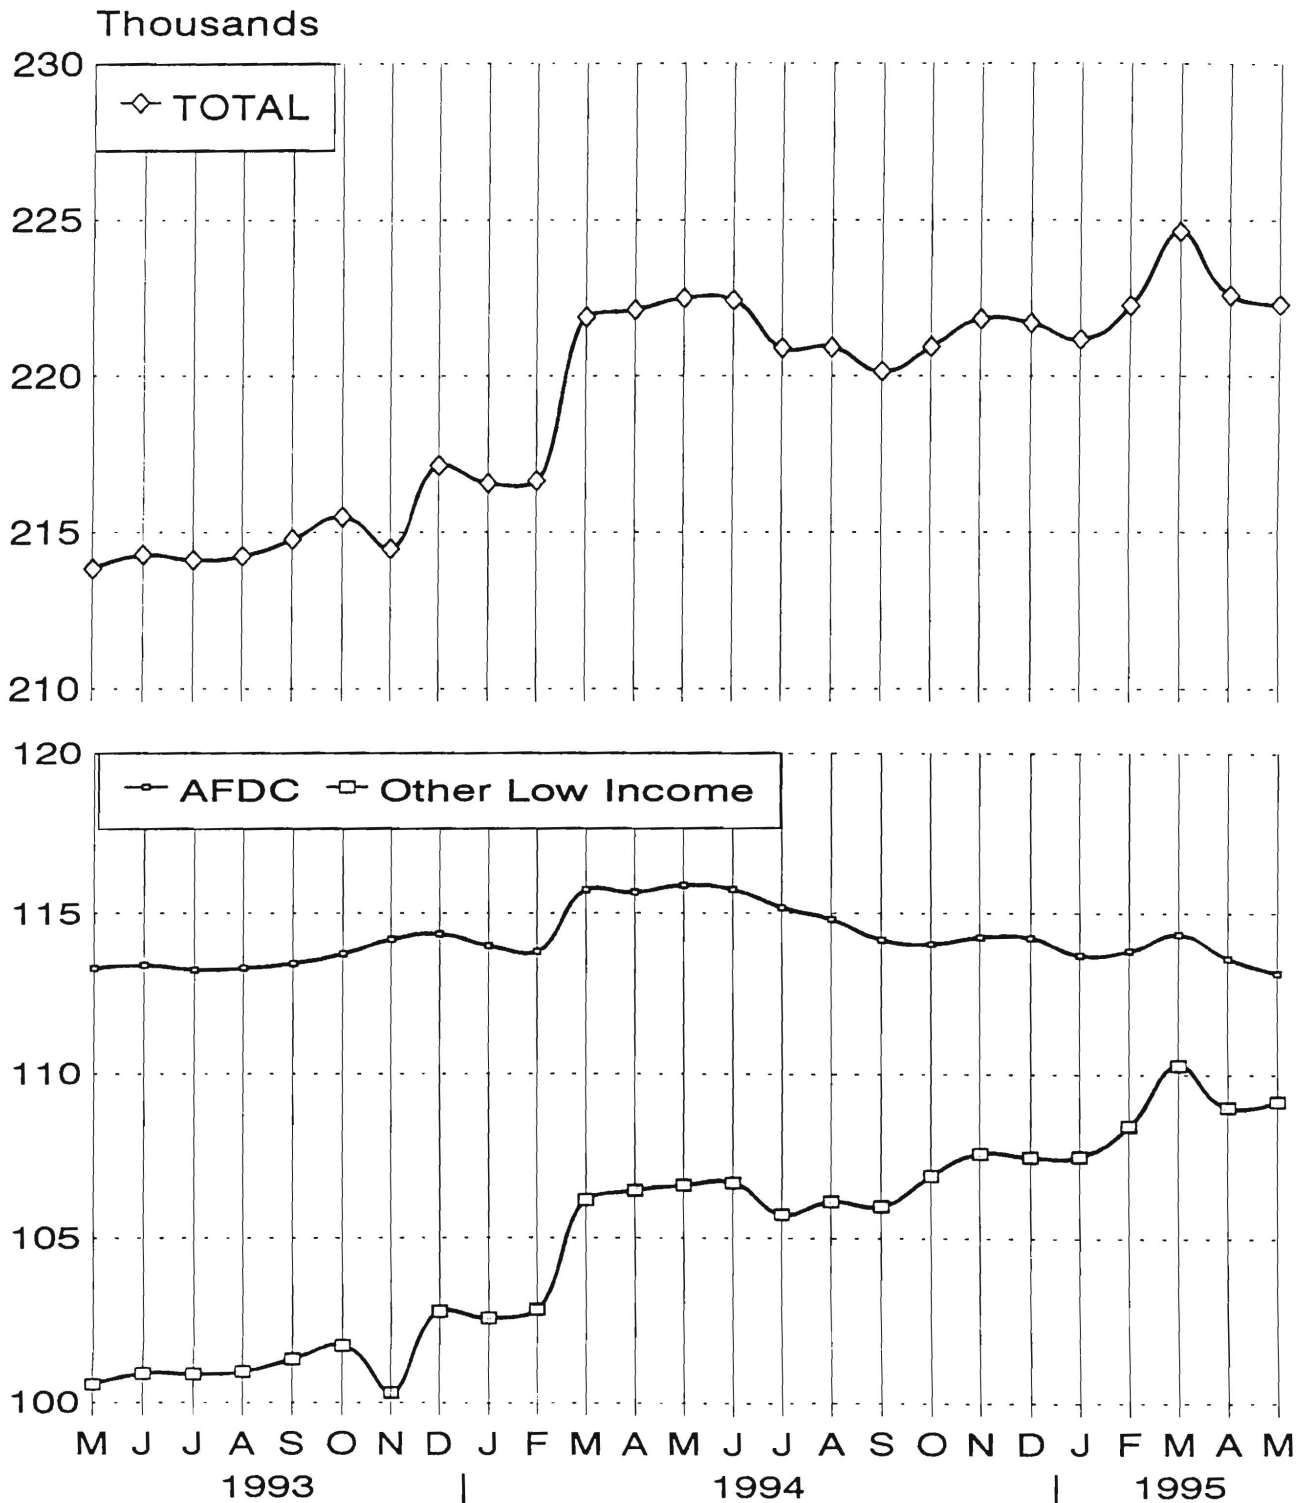 Thousands
230
TOTAL
225
220
215
210
120
AFDC Other Low Income
115
110
105
100
M J J A S O N D J F M A M J J A S O N D J F M A M
1993 | 1994 | 1995